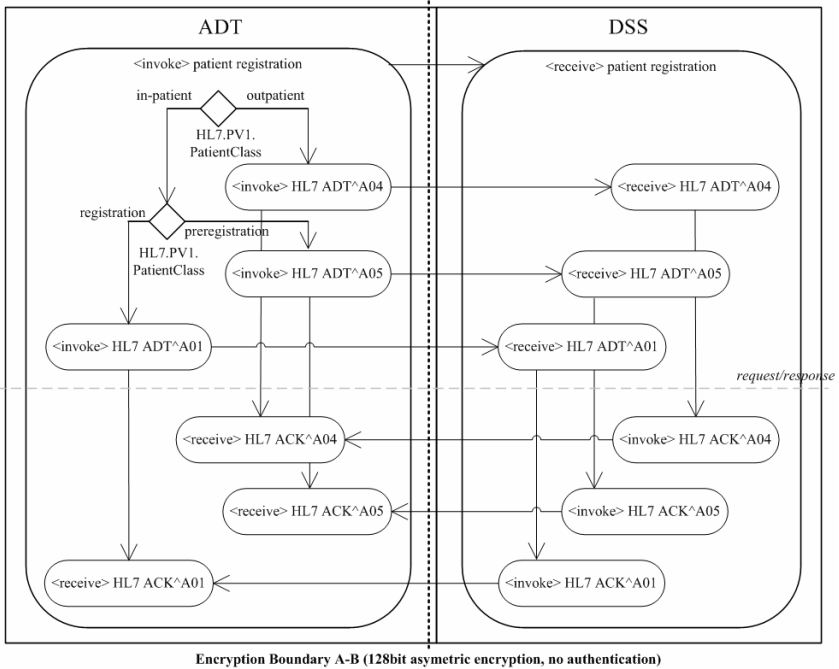 ADT
DSS
<invoke> patient registration
<receive> patient registration
in-patient
outpatient
HL7.PV1.
PatientClass
<invoke> HL7 ADT^A04
<receive> HL7 ADT^A04
registration
preregistration
HL7.PV1.
PatientClass
<invoke> HL7 ADT^A05
<receive> HL7 ADT^A05
<invoke> HL7 ADT^A01
<receive> HL7 ADT^A01
request/response
<receive> HL7 ACK^A04
<invoke> HL7 ACK^A04
<receive> HL7 ACK^A05
<invoke> HL7 ACK^A05
<receive> HL7 ACK^A01
<invoke> HL7 ACK^A01
Encryption Boundary A-B (128bit asymetric encryption, no authentication)